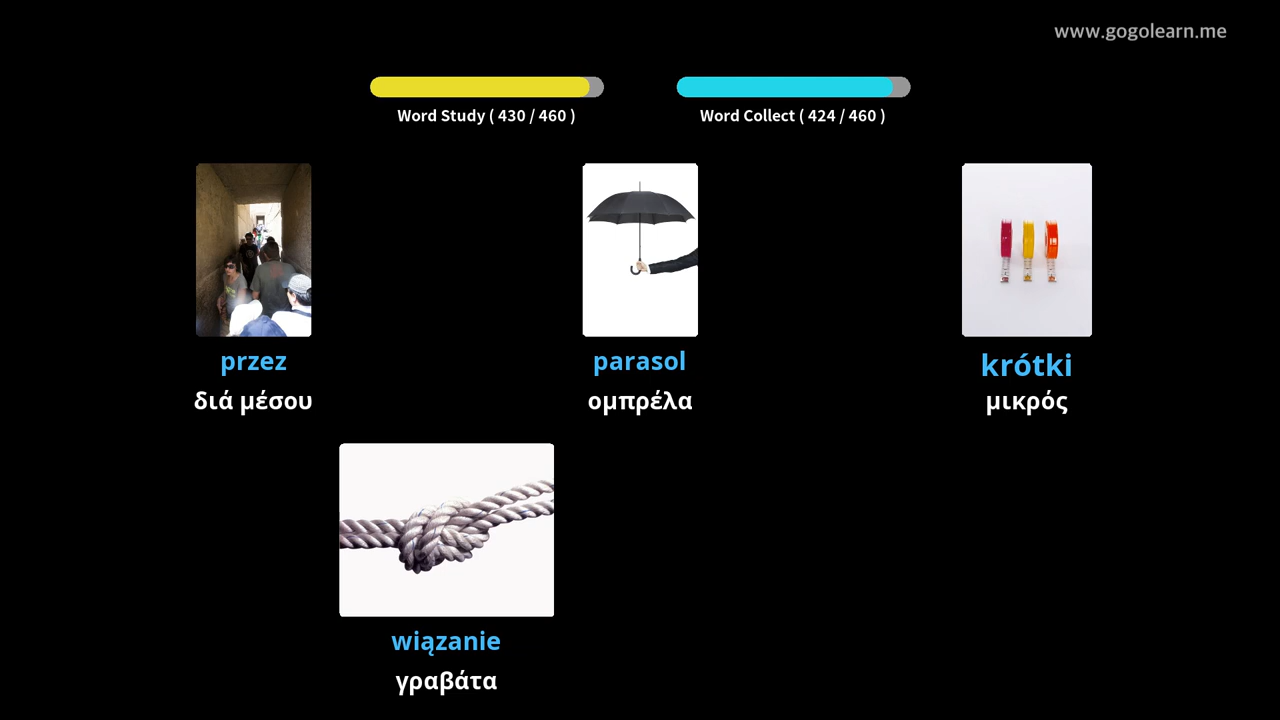 www.gogolearn.me
Word Study ( 430 / 460 )
Word Collect ( 424 / 460 )
przez
διά μέσου
parasol
ομπρέλα
krótki
μικρός
wiązanie
γραβάτα